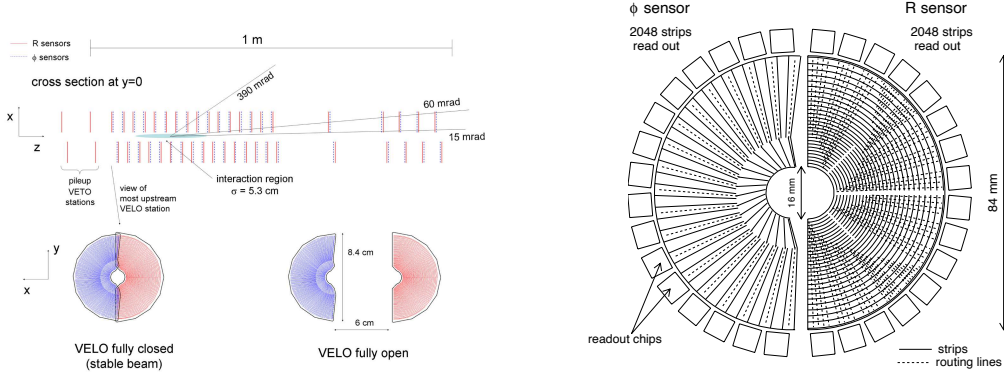 R sensors
ϕ sensors
1 m
cross section at y=0
390 mrad
60 mrad
15 mrad
x
z
pileup
VETO
stations
view of
most upstream
VELO station
interaction region
σ = 5.3 cm
y
x
8.4 cm
6 cm
VELO fully closed
(stable beam)
VELO fully open
ϕ sensor
R sensor
2048 strips
read out
2048 strips
read out
16 mm
84 mm
readout chips
strips
routing lines